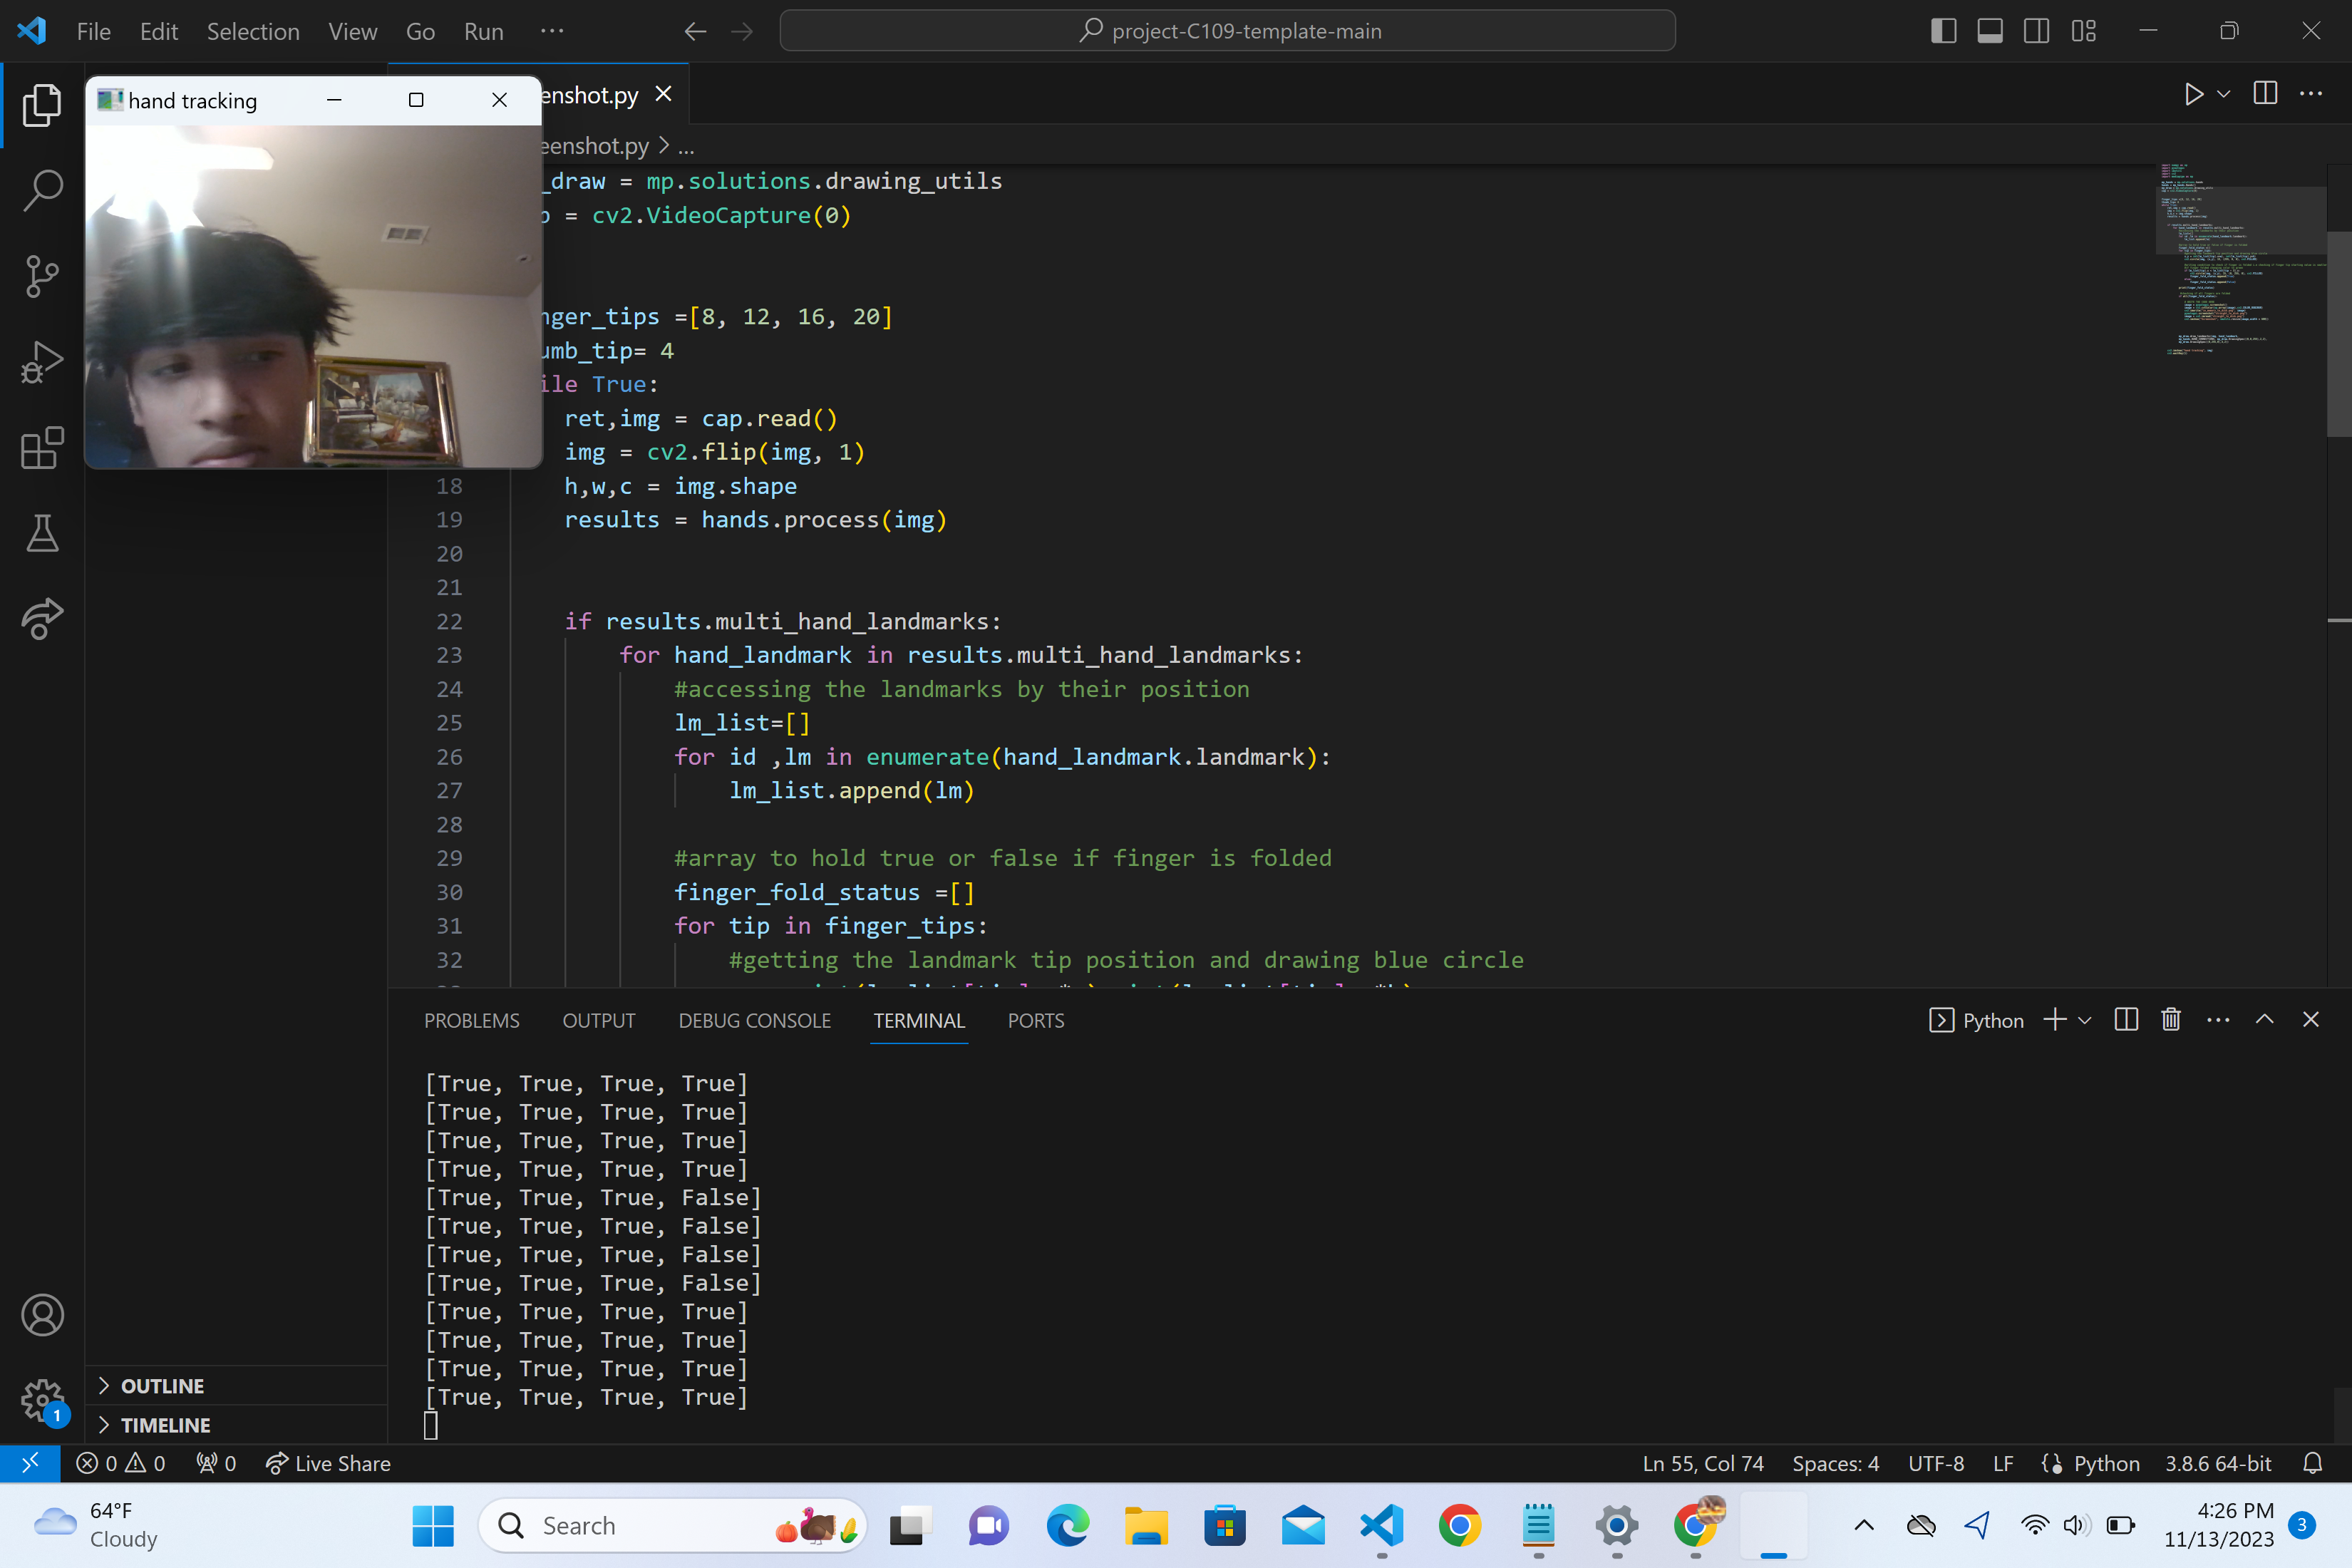 File Edit Selection View Go Run ···
project-C109-template-main
hand tracking
enshot.py
eenshot.py > ...
_draw = mp.solutions.drawing_utils
= cv2.VideoCapture(0)
nger_tips =[8, 12, 16, 20]
umb_tip= 4
ile True:
ret,img = cap.read()
img = cv2.flip(img, 1)
18 h,w,c = img.shape
19 results = hands.process(img)
20
21
22 if results.multi_hand_landmarks:
23 for hand_landmark in results.multi_hand_landmarks:
24 #accessing the landmarks by their position
25 lm_list=[]
26 for id ,lm in enumerate(hand_landmark.landmark):
27 lm_list.append(lm)
28
29 #array to hold true or false if finger is folded
30 finger_fold_status =[]
31 for tip in finger_tips:
32 #getting the landmark tip position and drawing blue circle
PROBLEMS OUTPUT DEBUG CONSOLE TERMINAL PORTS
Python
[True, True, True, True]
[True, True, True, True]
[True, True, True, True]
[True, True, True, True]
[True, True, True, False]
[True, True, True, False]
[True, True, True, False]
[True, True, True, False]
[True, True, True, True]
[True, True, True, True]
[True, True, True, True]
[True, True, True, True]
OUTLINE
TIMELINE
1
0 0 0 Live Share
Ln 55, Col 74 Spaces: 4 UTF-8 LF Python 3.8.6 64-bit
64°F
Cloudy
Search
4:26 PM
11/13/2023
3